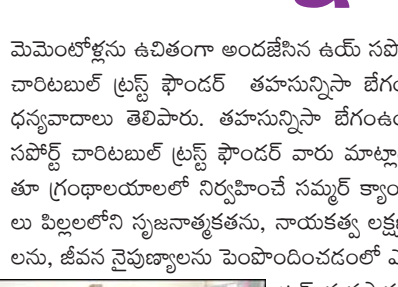 మెమెంటోళ్లను ఉచితంగా అందజేసిన ఉయ్ సపో
చారిటబుల్ ట్రస్ట్ ఫౌండర్ తహసున్నిసా బేగం
ధన్యవాదాలు తెలిపారు. తహసున్నిసా బేగంఉం
సపోర్ట్ చారిటబుల్ ట్రస్ట్ ఫౌండర్ వారు మాట్లా
తూ గ్రంథాలయాలలో నిర్వహించే సమ్మర్ క్యాం
లు పిల్లలలోని సృజనాత్మకతను, నాయకత్వ లక్ష
లను, జీవన నైపుణ్యాలను పెంపొందించడంలో ఎ